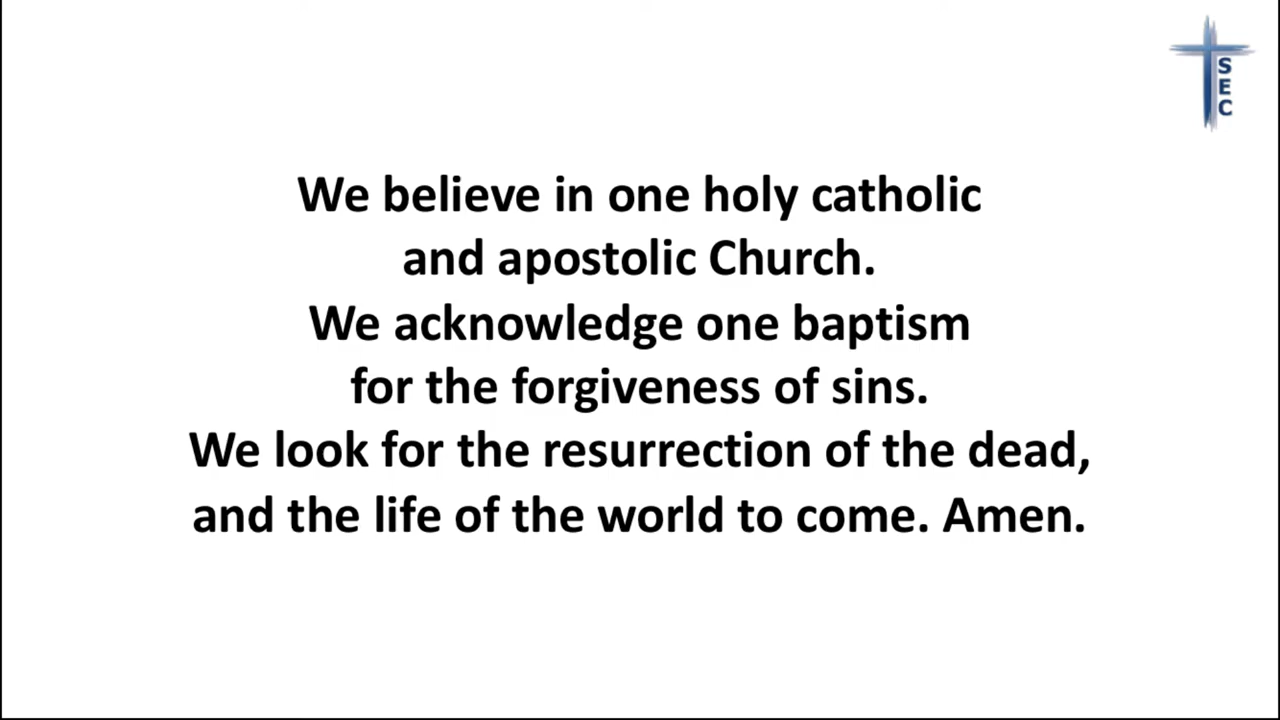 S
E
C
We believe in one holy catholic
and apostolic Church.
We acknowledge one baptism
for the forgiveness of sins.
We look for the resurrection of the dead,
and the life of the world to come. Amen.